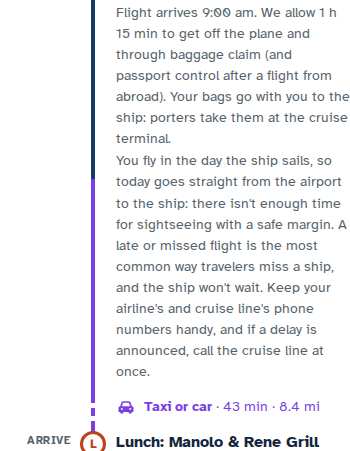 Flight arrives 9:00 am. We allow 1 h
15 min to get off the plane and
through baggage claim (and
passport control after a flight from
abroad). Your bags go with you to the
ship: porters take them at the cruise
terminal.
You fly in the day the ship sails, so
today goes straight from the airport
to the ship: there isn't enough time
for sightseeing with a safe margin. A
late or missed flight is the most
common way travelers miss a ship,
and the ship won't wait. Keep your
airline's and cruise line's phone
numbers handy, and if a delay is
announced, call the cruise line at
once.
Taxi or car · 43 min · 8.4 mi
ARRIVE L Lunch: Manolo & Rene Grill